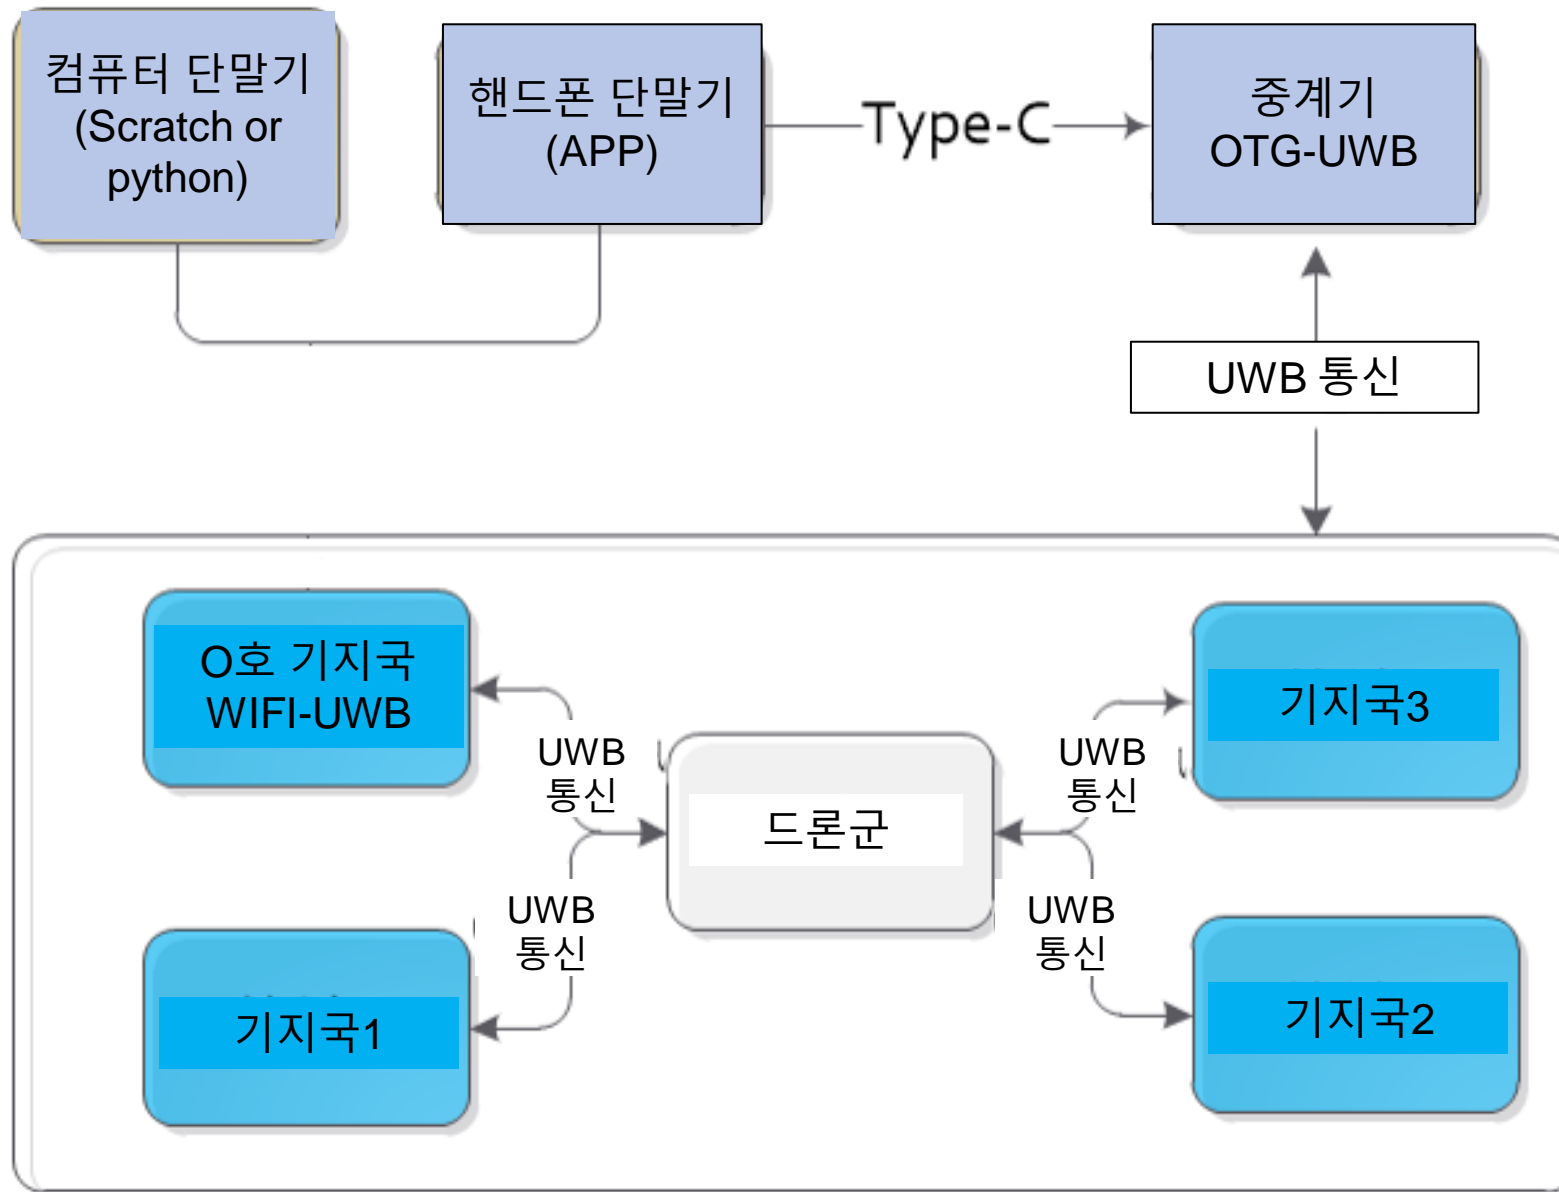 컴퓨터 단말기
(Scratch or
python)
핸드폰 단말기
(APP)
Type-C
중계기
OTG-UWB
UWB 통신
O호 기지국
WIFI-UWB
기지국3
UWB
통신
UWB
통신
드론군
UWB
통신
UWB
통신
기지국1
기지국2